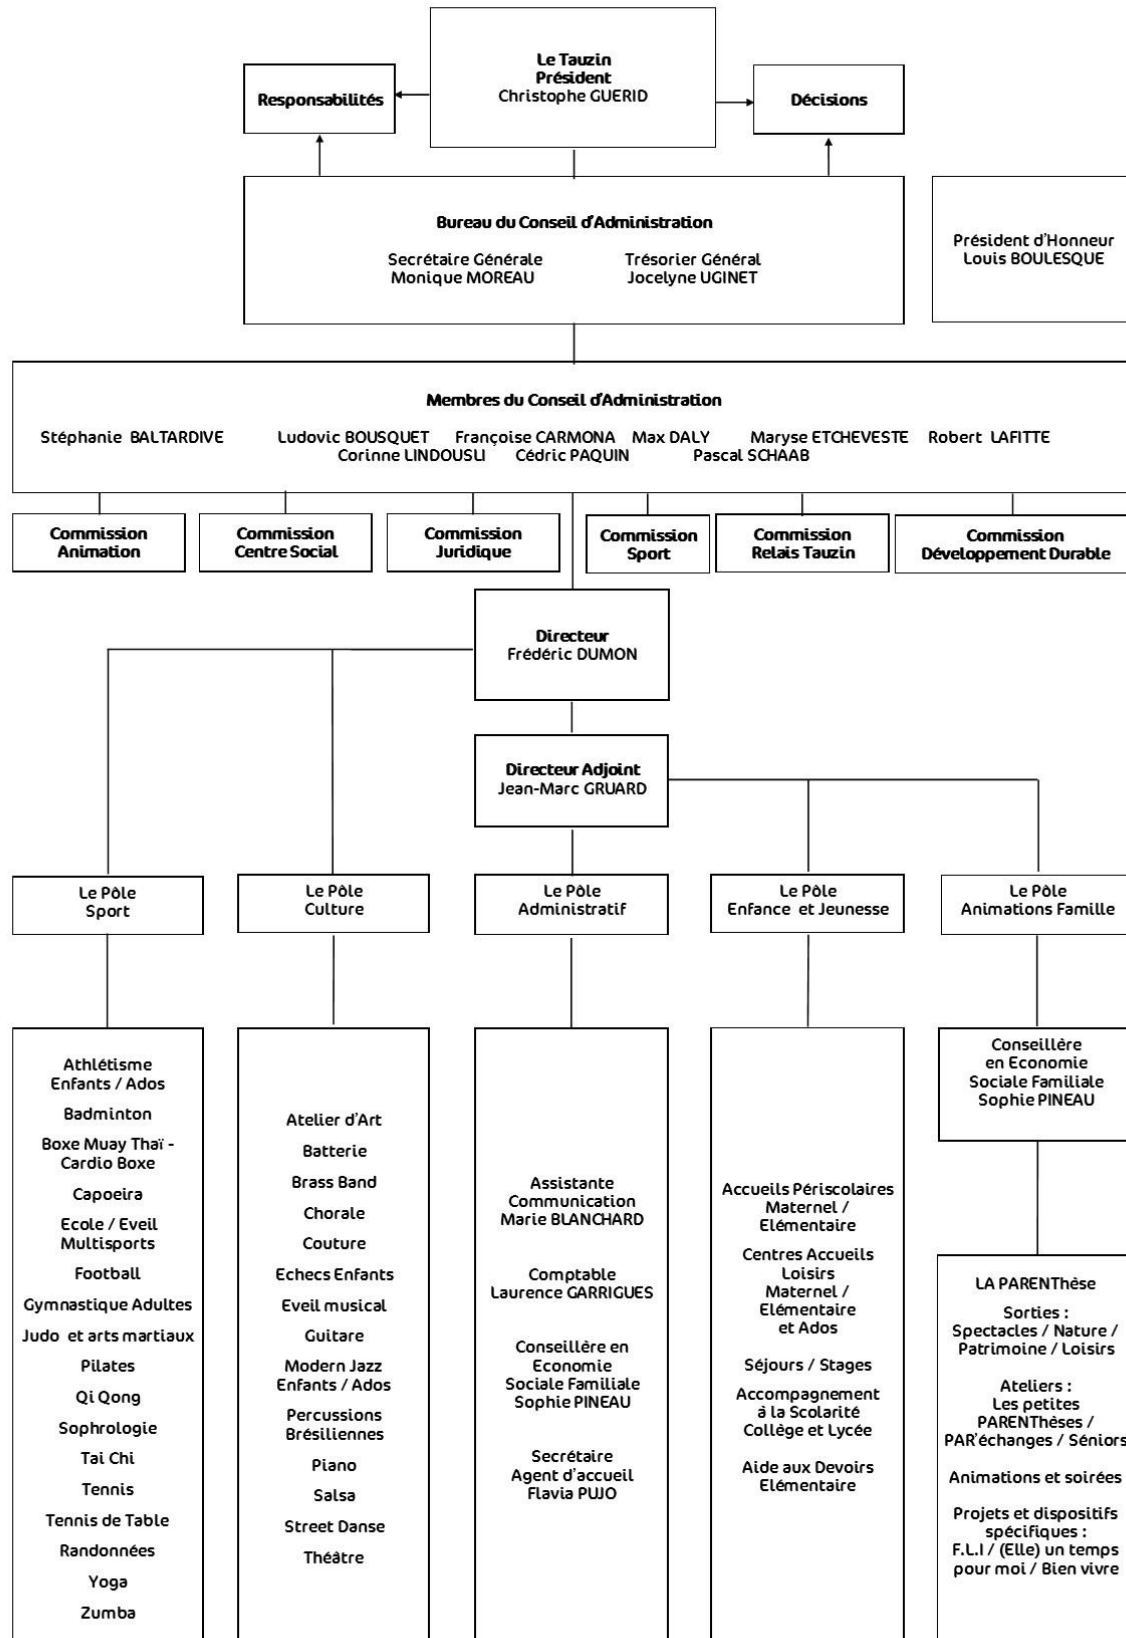 Le Tauzin
Président
Christophe GUERID
Responsabilités
Décisions
Bureau du Conseil d'Administration
Secrétaire Générale
Monique MOREAU
Trésorier Général
Jocelyne UGINET
Président d'Honneur
Louis BOULESQUE
Membres du Conseil d'Administration
Stéphanie BALTARDIVE Ludovic BOUSQUET Françoise CARMONA Max DALY Maryse ETCHEVESTE Robert LAFITTE
Corinne LINDOUSLI Cédric PAQUIN Pascal SCHAAB
Commission
Animation
Commission
Centre Social
Commission
Juridique
Commission
Sport
Commission
Relais Tauzin
Commission
Développement Durable
Directeur
Frédéric DUMON
Directeur Adjoint
Jean-Marc GRUARD
Le Pôle
Sport
Le Pôle
Culture
Le Pôle
Administratif
Le Pôle
Enfance et Jeunesse
Le Pôle
Animations Famille
Athlétisme
Enfants / Ados
Badminton
Boxe Muay Thaï -
Cardio Boxe
Capoeira
Ecole / Eveil
Multisports
Football
Gymnastique Adultes
Judo et arts martiaux
Pilates
Qi Qong
Sophrologie
Tai Chi
Tennis
Tennis de Table
Randonnées
Yoga
Zumba
Atelier d'Art
Batterie
Brass Band
Chorale
Couture
Echecs Enfants
Eveil musical
Guitare
Modern Jazz
Enfants / Ados
Percussions
Brésiliennes
Piano
Salsa
Street Danse
Théâtre
Assistante
Communication
Marie BLANCHARD
Comptable
Laurence GARRIGUES
Conseillère en
Economie
Sociale Familiale
Sophie PINEAU
Secrétaire
Agent d'accueil
Flavia PUJO
Accueils Périscolaires
Maternel /
Elémentaire
Centres Accueils
Loisirs
Maternel /
Elémentaire
et Ados
Séjours / Stages
Accompagnement
à la Scolarité
Collège et Lycée
Aide aux Devoirs
Elémentaire
Conseillère
en Economie
Sociale Familiale
Sophie PINEAU
LA PARENThèse
Sorties :
Spectacles / Nature /
Patrimoine / Loisirs
Ateliers :
Les petites
PARENThèses /
PAR'échanges / Séniors
Animations et soirées
Projets et dispositifs
spécifiques :
F.L.I / (Elle) un temps
pour moi / Bien vivre